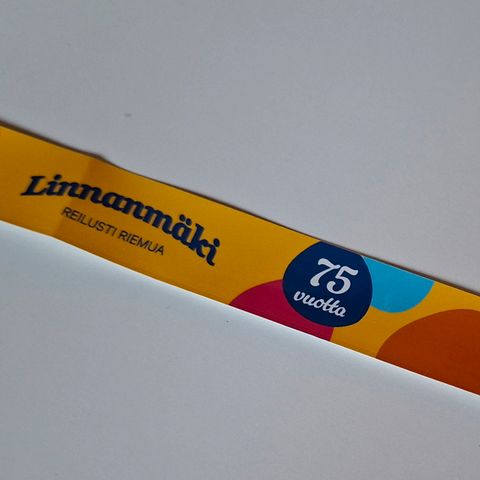 Linnanmäki
REILUSTI RIEMUA
75
vuotta